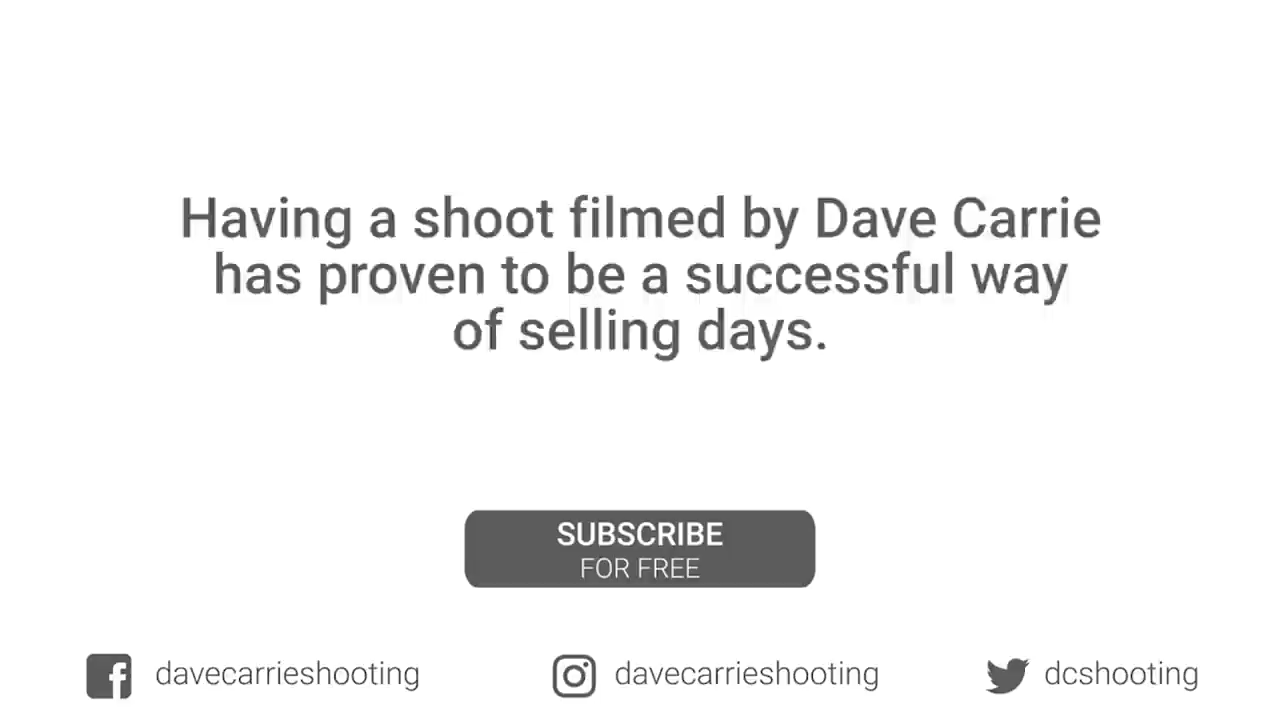 Having a shoot filmed by Dave Carrie
has proven to be a successful way
of selling days.
SUBSCRIBE
FOR FREE
davecarrieshooting
davecarrieshooting
dcshooting